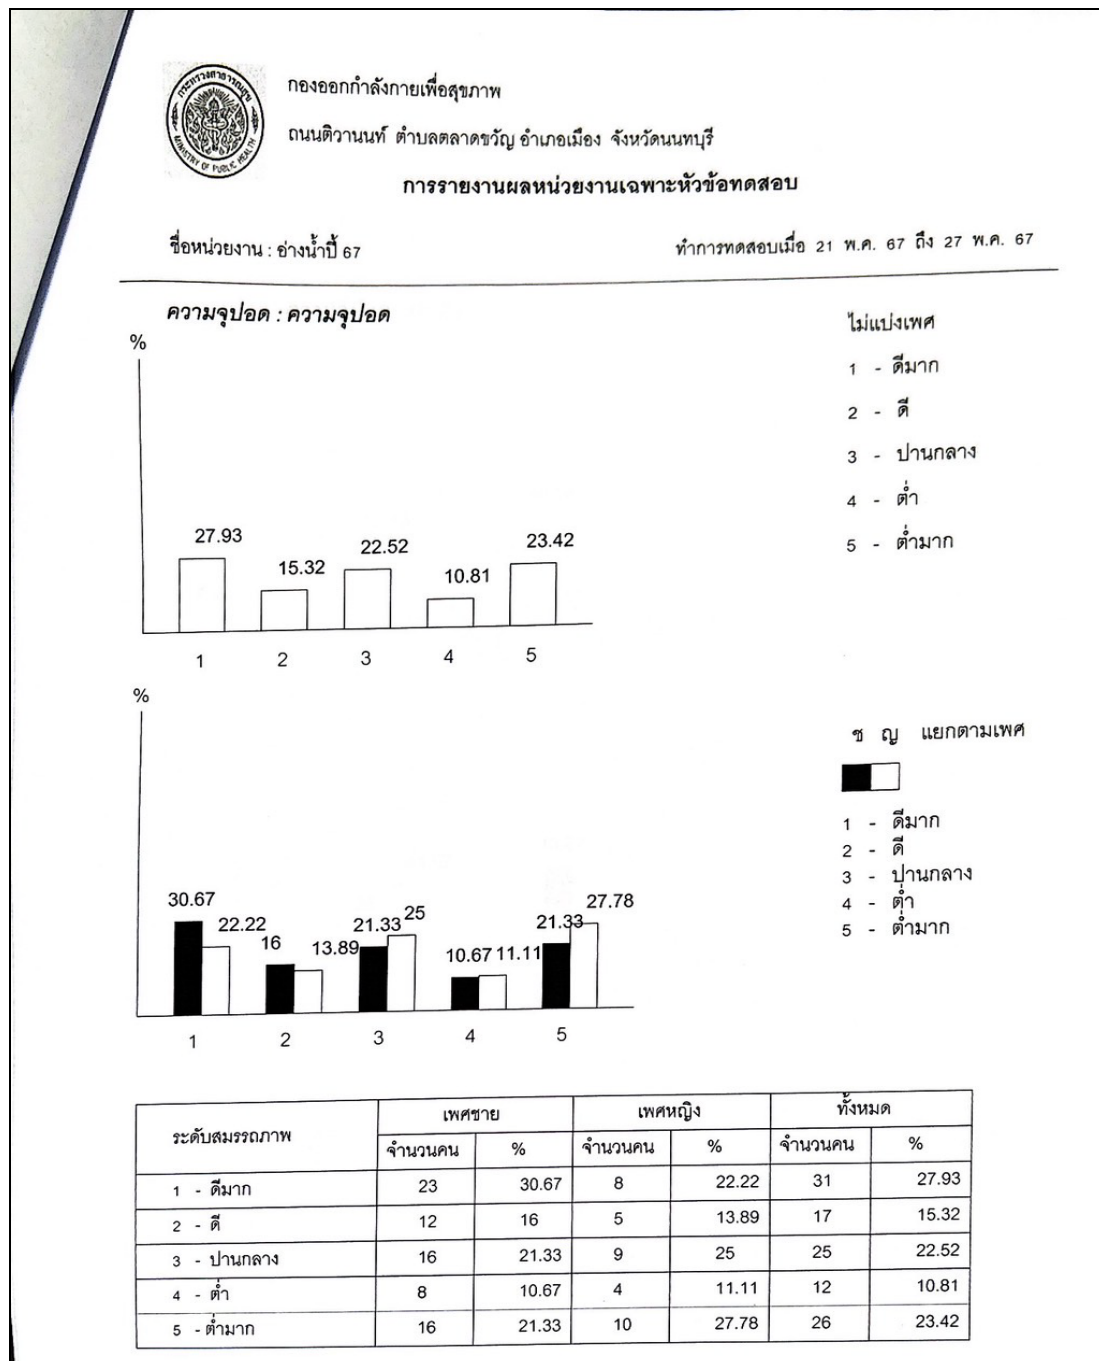 กระทรวงสาธารณสุข
MINISTRY OF PUBLIC HEALTH
กองออกกำลังกายเพื่อสุขภาพ
ถนนติวานนท์ ตำบลตลาดขวัญ อำเภอเมือง จังหวัดนนทบุรี
การรายงานผลหน่วยงานเฉพาะหัวข้อทดสอบ
ชื่อหน่วยงาน : อ่างน้ำปี้ 67 ทำการทดสอบเมื่อ 21 พ.ค. 67 ถึง 27 พ.ค. 67
ความจุปอด : ความจุปอด
%
27.93 15.32 22.52 10.81 23.42
1 2 3 4 5
ไม่แบ่งเพศ
1 - ดีมาก
2 - ดี
3 - ปานกลาง
4 - ต่ำ
5 - ต่ำมาก
%
30.67 22.22 16 13.89 21.33 25 10.67 11.11 21.33 27.78
1 2 3 4 5
ช ญ แยกตามเพศ
1 - ดีมาก
2 - ดี
3 - ปานกลาง
4 - ต่ำ
5 - ต่ำมาก
ระดับสมรรถภาพ เพศชาย เพศหญิง ทั้งหมด
จำนวนคน % จำนวนคน % จำนวนคน %
1 - ดีมาก 23 30.67 8 22.22 31 27.93
2 - ดี 12 16 5 13.89 17 15.32
3 - ปานกลาง 16 21.33 9 25 25 22.52
4 - ต่ำ 8 10.67 4 11.11 12 10.81
5 - ต่ำมาก 16 21.33 10 27.78 26 23.42